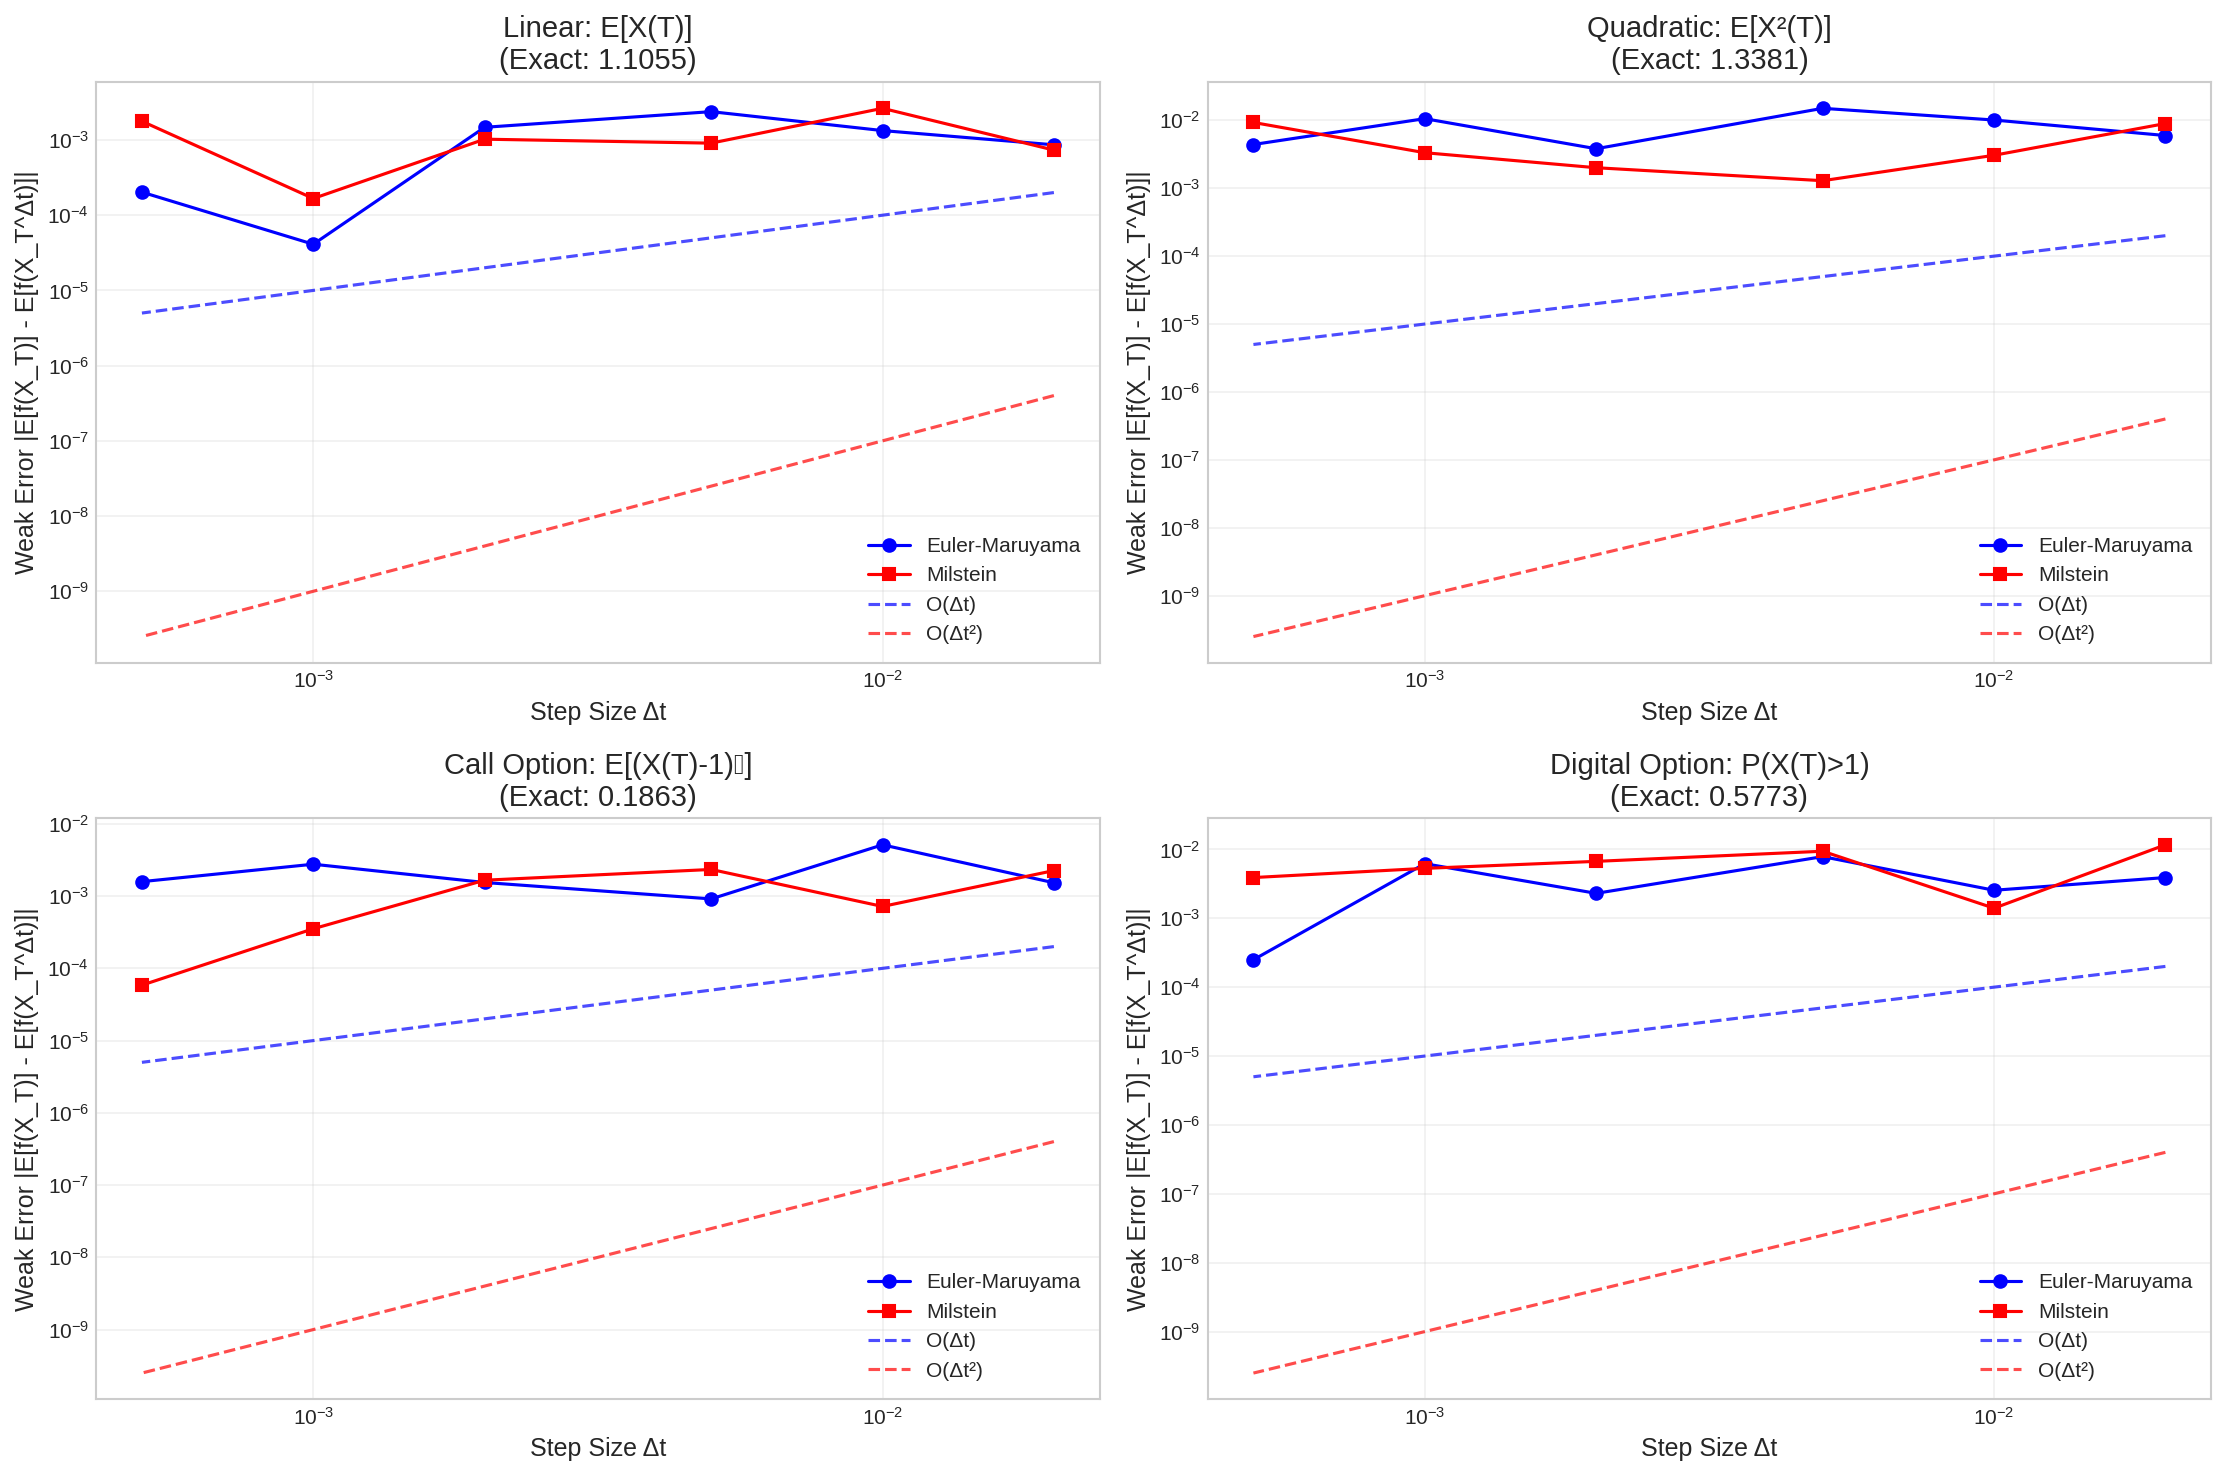 Linear: E[X(T)]
(Exact: 1.1055)
Weak Error |E[f(X_T)] - E[f(X_T^Δt)]|
10⁻³
10⁻⁴
10⁻⁵
10⁻⁶
10⁻⁷
10⁻⁸
10⁻⁹
Euler-Maruyama
Milstein
O(Δt)
O(Δt²)
10⁻³
10⁻²
Step Size Δt
Quadratic: E[X²(T)]
(Exact: 1.3381)
Weak Error |E[f(X_T)] - E[f(X_T^Δt)]|
10⁻²
10⁻³
10⁻⁴
10⁻⁵
10⁻⁶
10⁻⁷
10⁻⁸
10⁻⁹
Euler-Maruyama
Milstein
O(Δt)
O(Δt²)
10⁻³
10⁻²
Step Size Δt
Call Option: E[(X(T)-1)▯]
(Exact: 0.1863)
Weak Error |E[f(X_T)] - E[f(X_T^Δt)]|
10⁻²
10⁻³
10⁻⁴
10⁻⁵
10⁻⁶
10⁻⁷
10⁻⁸
10⁻⁹
Euler-Maruyama
Milstein
O(Δt)
O(Δt²)
10⁻³
10⁻²
Step Size Δt
Digital Option: P(X(T)>1)
(Exact: 0.5773)
Weak Error |E[f(X_T)] - E[f(X_T^Δt)]|
10⁻²
10⁻³
10⁻⁴
10⁻⁵
10⁻⁶
10⁻⁷
10⁻⁸
10⁻⁹
Euler-Maruyama
Milstein
O(Δt)
O(Δt²)
10⁻³
10⁻²
Step Size Δt